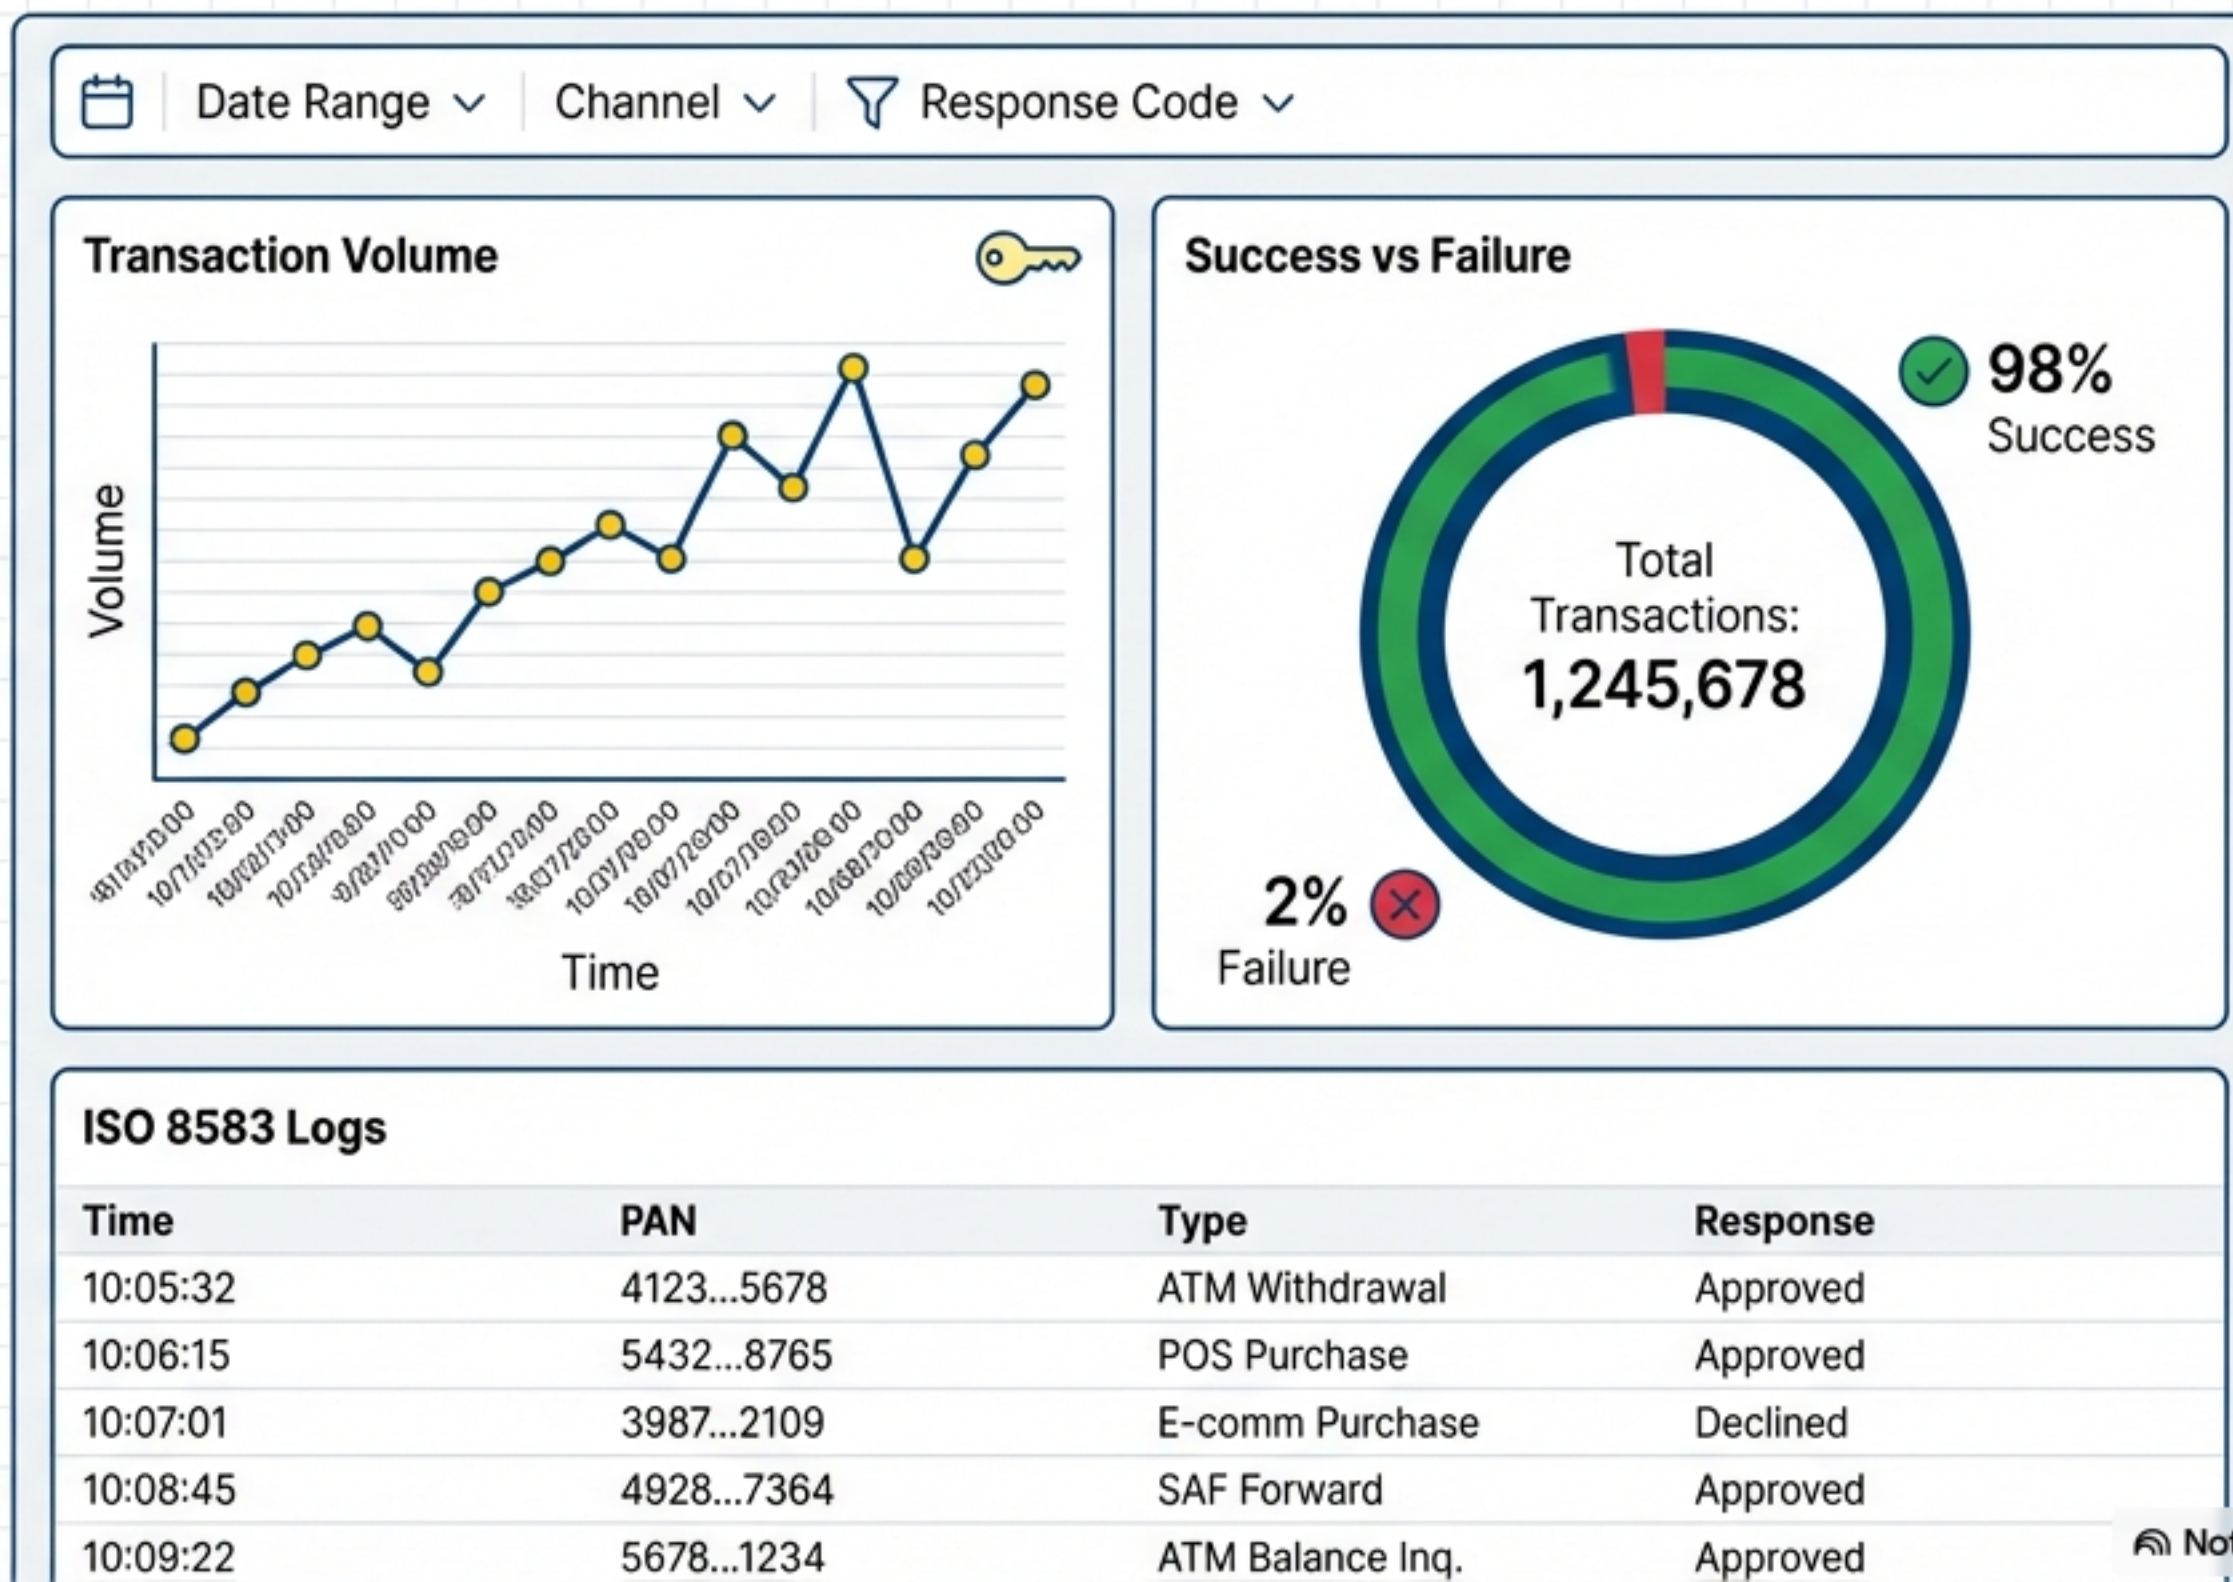 Date Range
Channel
Response Code
Transaction Volume
Volume
Time
Success vs Failure
98%
Success
Total
Transactions:
1,245,678
2%
Failure
ISO 8583 Logs
Time PAN Type Response
10:05:32 4123...5678 ATM Withdrawal Approved
10:06:15 5432...8765 POS Purchase Approved
10:07:01 3987...2109 E-comm Purchase Declined
10:08:45 4928...7364 SAF Forward Approved
10:09:22 5678...1234 ATM Balance Inq. Approved